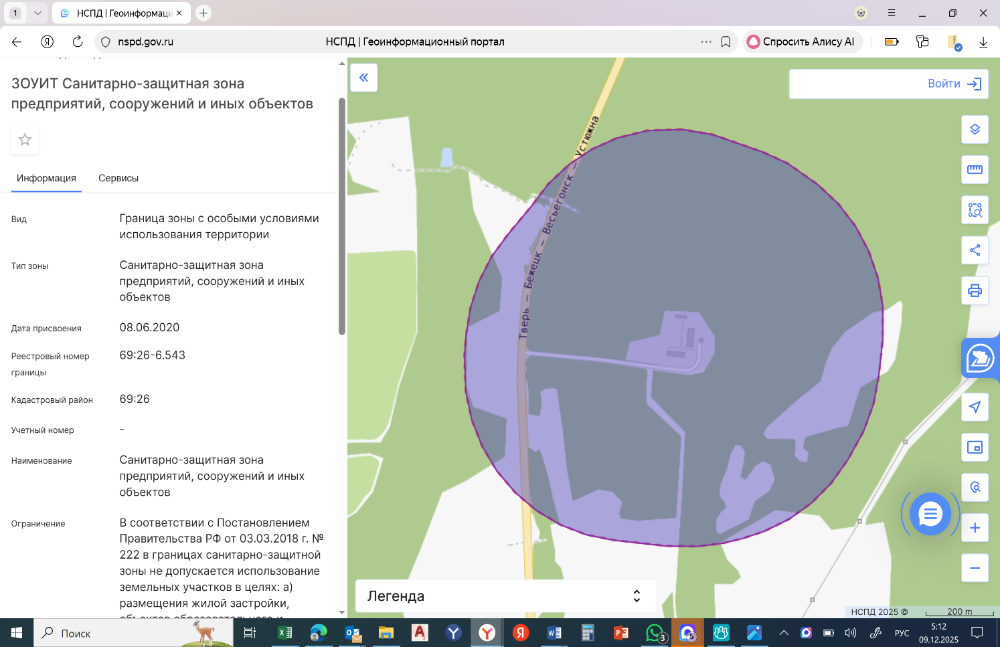 1
НСПД | Геоинформаци
nspd.gov.ru
НСПД | Геоинформационный портал
Спросить Алису AI
ЗОУИТ Санитарно-защитная зона
предприятий, сооружений и иных объектов
Информация
Сервисы
Вид
Граница зоны с особыми условиями
использования территории
Тип зоны
Санитарно-защитная зона
предприятий, сооружений и иных
объектов
Дата присвоения
08.06.2020
Реестровый номер
границы
69:26-6.543
Кадастровый район
69:26
Учетный номер
-
Наименование
Санитарно-защитная зона
предприятий, сооружений и иных
объектов
Ограничение
В соответствии с Постановлением
Правительства РФ от 03.03.2018 г. №
222 в границах санитарно-защитной
зоны не допускается использование
земельных участков в целях: а)
размещения жилой застройки,
Войти
Тверь – Бежецк – Весьегонск – Устюжна
Легенда
НСПД 2025 ©
200 m
Поиск
3
5
РУС
5:12
09.12.2025